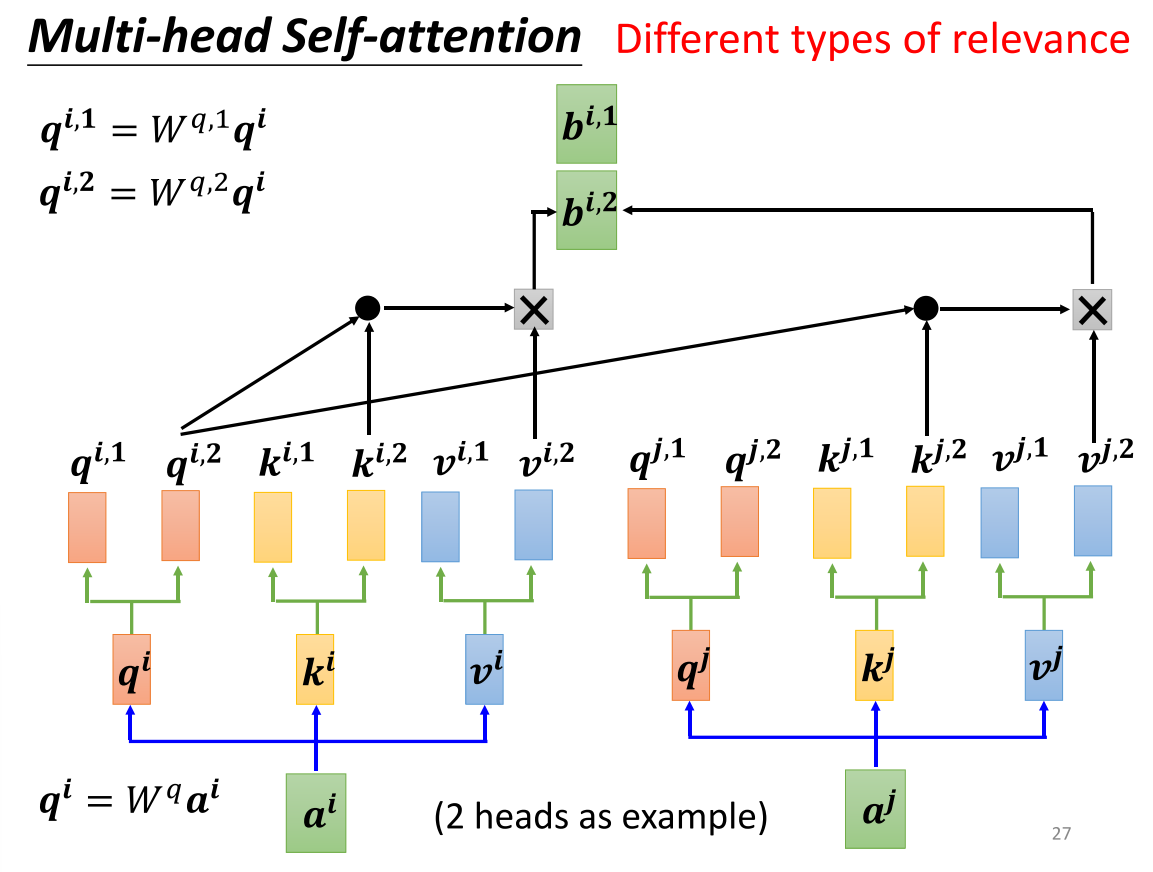 Multi-head Self-attention Different types of relevance
q^{i,1} = W^{q,1}q^i
q^{i,2} = W^{q,2}q^i
b^{i,1}
b^{i,2}
q^{i,1} q^{i,2} k^{i,1} k^{i,2} v^{i,1} v^{i,2} q^{j,1} q^{j,2} k^{j,1} k^{j,2} v^{j,1} v^{j,2}
q^i k^i v^i q^j k^j v^j
q^i = W^q a^i
a^i (2 heads as example) a^j
27